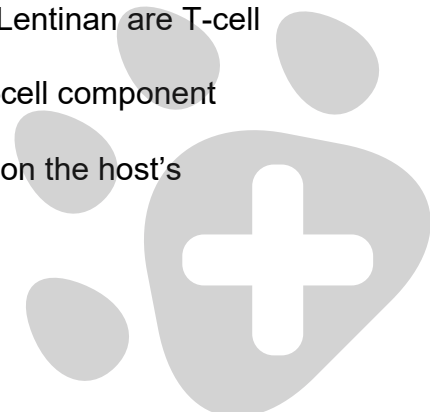 Lentinan are T-cell
cell component
on the host’s